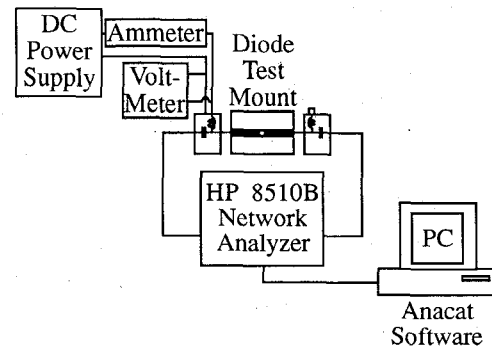 DC
Power
Supply
Ammeter
Volt-
Meter
Diode
Test
Mount
HP 8510B
Network
Analyzer
PC
Anacat
Software